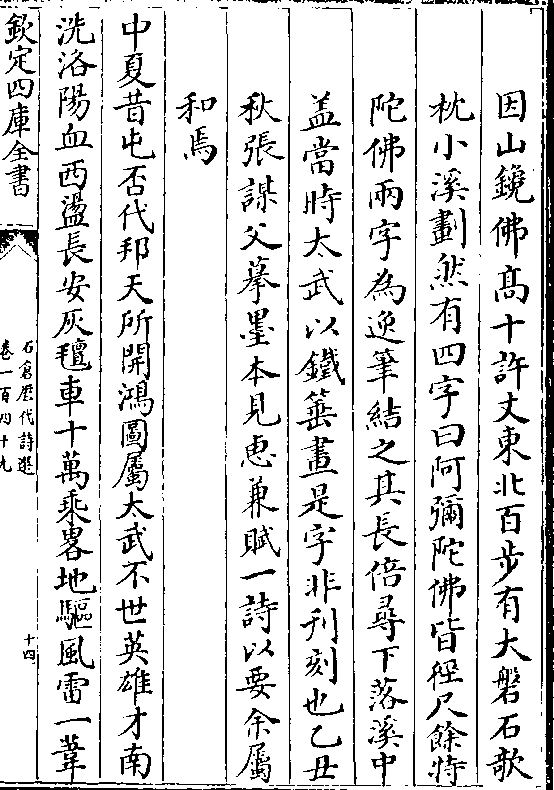 因山鐫佛高十許丈東北百步有大磐石欹
枕小溪劃然有四字曰阿彌陀佛皆徑尺餘特
陀佛兩字為逸筆結之其長倍尋下落溪中
盖當時太武以鐵䇶畫是字非刋刻也乙丑
秋張謀父摹墨本見恵兼賦一詩以要余屬
和焉
中夏昔屯否代邦天所開鴻圖屬太武不世英雄才南
洗洛陽血西盪長安灰氊車十萬乘畧地驅風雷一葦
欽定四庫全書
石倉歷代詩選
卷一百四十九
十四